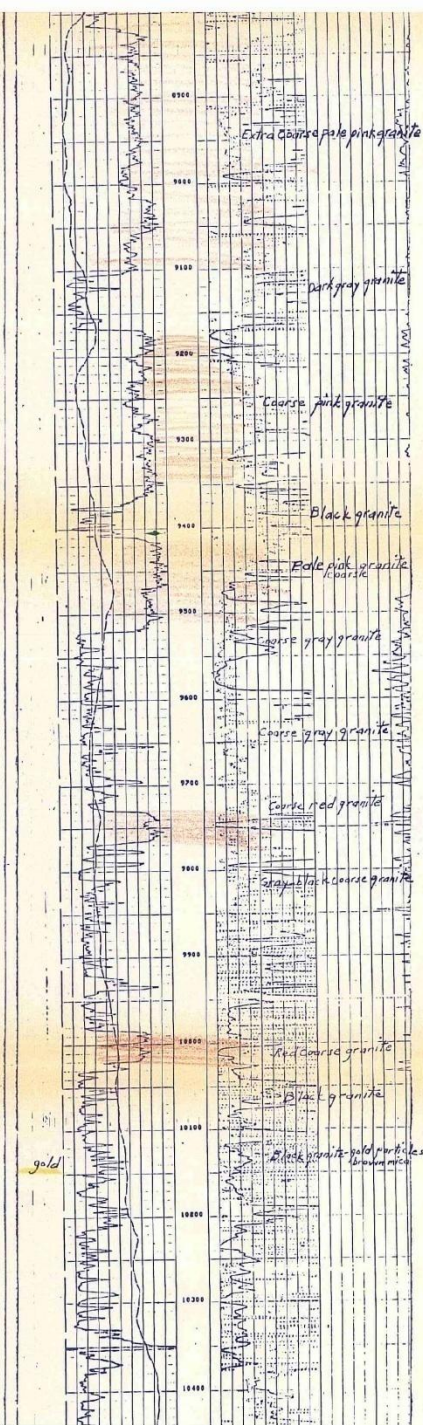 8900
Extra Coarse pale pink granite
9000
9100
Dark gray granite
9200
Coarse pink granite
9300
Black granite
9400
Pale pink granite
coarse
9500
Coarse gray granite
9600
Coarse gray granite
9700
Coarse red granite
9800
Gray-black coarse granite
9900
10000
Red coarse granite
Black granite
10100
Black granite-gold particles
brown mica
gold
10200
10300
10400